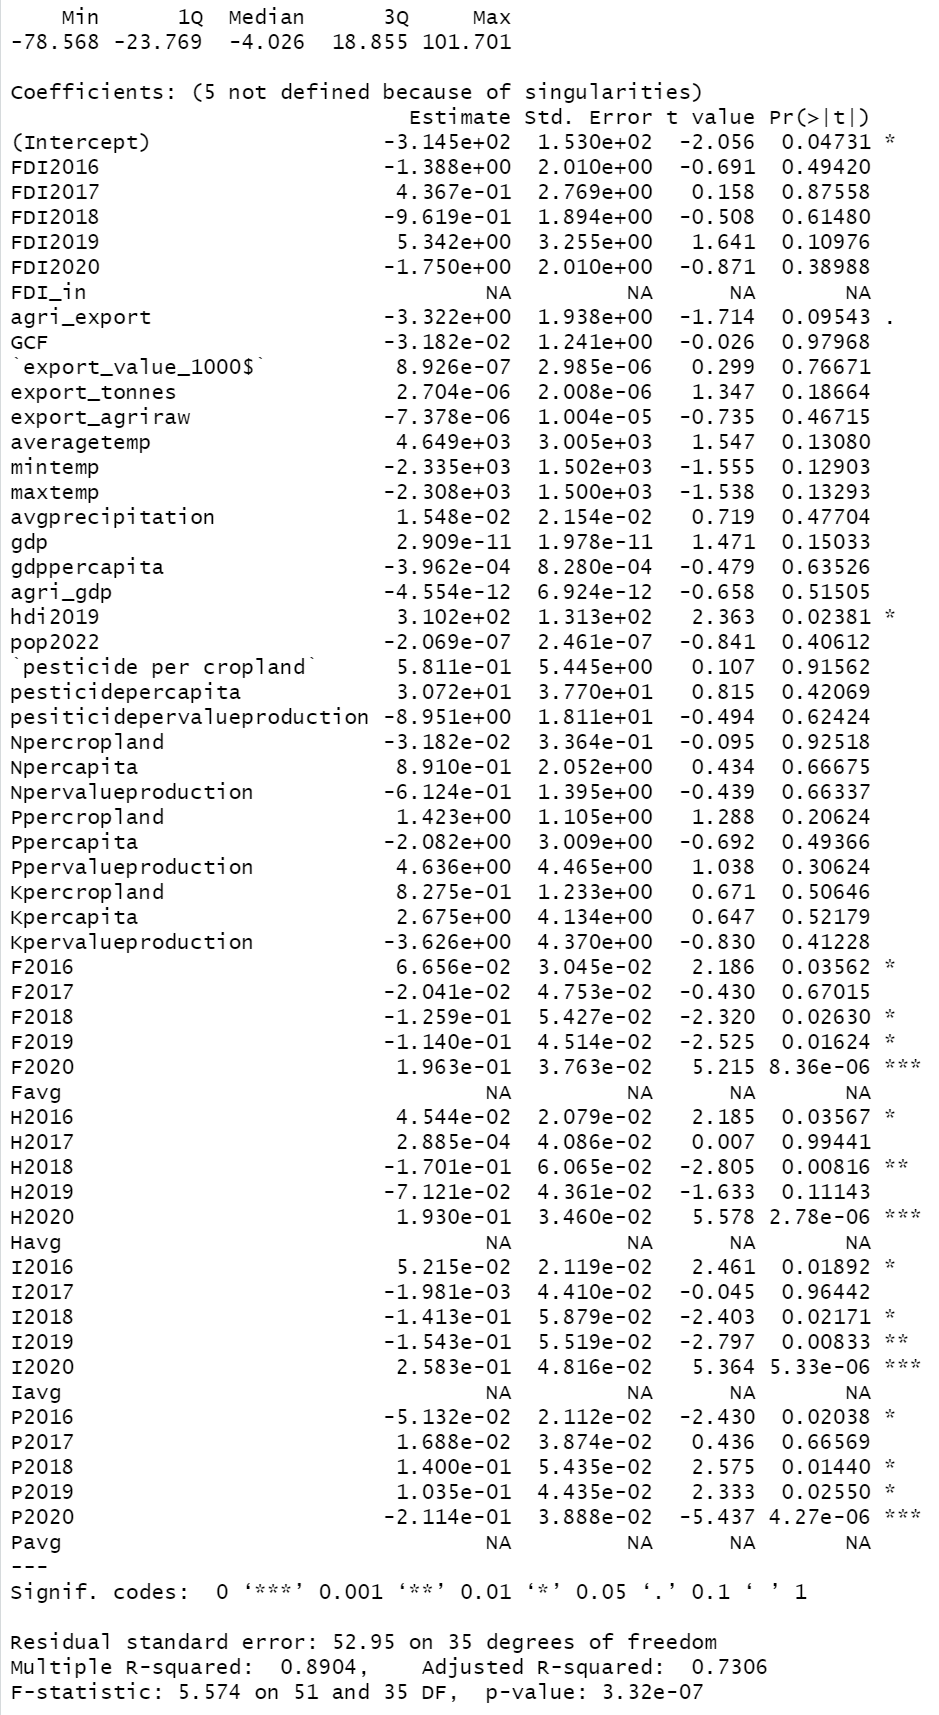 Min      1Q  Median      3Q     Max
-78.568 -23.769  -4.026  18.855 101.701
Coefficients: (5 not defined because of singularities)
                             Estimate Std. Error t value Pr(>|t|)
(Intercept)                -3.145e+02  1.530e+02  -2.056  0.04731 *
FDI2016                    -1.388e+00  2.010e+00  -0.691  0.49420
FDI2017                     4.367e-01  2.769e+00   0.158  0.87558
FDI2018                    -9.619e-01  1.894e+00  -0.508  0.61480
FDI2019                     5.342e+00  3.255e+00   1.641  0.10976
FDI2020                    -1.750e+00  2.010e+00  -0.871  0.38988
FDI_in                             NA         NA      NA       NA
agri_export                -3.322e+00  1.938e+00  -1.714  0.09543 .
GCF                        -3.182e-02  1.241e+00  -0.026  0.97968
`export_value_1000$`        8.926e-07  2.985e-06   0.299  0.76671
export_tonnes               2.704e-06  2.008e-06   1.347  0.18664
export_agriraw             -7.378e-06  1.004e-05  -0.735  0.46715
averagetemp                 4.649e+03  3.005e+03   1.547  0.13080
mintemp                    -2.335e+03  1.502e+03  -1.555  0.12903
maxtemp                    -2.308e+03  1.500e+03  -1.538  0.13293
avgprecipitation            1.548e-02  2.154e-02   0.719  0.47704
gdp                         2.909e-11  1.978e-11   1.471  0.15033
gdppercapita               -3.962e-04  8.280e-04  -0.479  0.63526
agri_gdp                   -4.554e-12  6.924e-12  -0.658  0.51505
hdi2019                     3.102e+02  1.313e+02   2.363  0.02381 *
pop2022                    -2.069e-07  2.461e-07  -0.841  0.40612
`pesticide per cropland`    5.811e-01  5.445e+00   0.107  0.91562
pesticidepercapita          3.072e+01  3.770e+01   0.815  0.42069
pesiticidepervalueproduction -8.951e+00  1.811e+01  -0.494  0.62424
Npercropland               -3.182e-02  3.364e-01  -0.095  0.92518
Npercapita                  8.910e-01  2.052e+00   0.434  0.66675
Npervalueproduction        -6.124e-01  1.395e+00  -0.439  0.66337
Ppercropland                1.423e+00  1.105e+00   1.288  0.20624
Ppercapita                 -2.082e+00  3.009e+00  -0.692  0.49366
Ppervalueproduction         4.636e+00  4.465e+00   1.038  0.30624
Kpercropland                8.275e-01  1.233e+00   0.671  0.50646
Kpercapita                  2.675e+00  4.134e+00   0.647  0.52179
Kpervalueproduction        -3.626e+00  4.370e+00  -0.830  0.41228
F2016                       6.656e-02  3.045e-02   2.186  0.03562 *
F2017                      -2.041e-02  4.753e-02  -0.430  0.67015
F2018                      -1.259e-01  5.427e-02  -2.320  0.02630 *
F2019                      -1.140e-01  4.514e-02  -2.525  0.01624 *
F2020                       1.963e-01  3.763e-02   5.215 8.36e-06 ***
Favg                               NA         NA      NA       NA
H2016                       4.544e-02  2.079e-02   2.185  0.03567 *
H2017                       2.885e-04  4.086e-02   0.007  0.99441
H2018                      -1.701e-01  6.065e-02  -2.805  0.00816 **
H2019                      -7.121e-02  4.361e-02  -1.633  0.11143
H2020                       1.930e-01  3.460e-02   5.578 2.78e-06 ***
Havg                               NA         NA      NA       NA
I2016                       5.215e-02  2.119e-02   2.461  0.01892 *
I2017                      -1.981e-03  4.410e-02  -0.045  0.96442
I2018                      -1.413e-01  5.879e-02  -2.403  0.02171 *
I2019                      -1.543e-01  5.519e-02  -2.797  0.00833 **
I2020                       2.583e-01  4.816e-02   5.364 5.33e-06 ***
Iavg                               NA         NA      NA       NA
P2016                      -5.132e-02  2.112e-02  -2.430  0.02038 *
P2017                       1.688e-02  3.874e-02   0.436  0.66569
P2018                       1.400e-01  5.435e-02   2.575  0.01440 *
P2019                       1.035e-01  4.435e-02   2.333  0.02550 *
P2020                      -2.114e-01  3.888e-02  -5.437 4.27e-06 ***
Pavg                               NA         NA      NA       NA
---
Signif. codes:  0 ‘***’ 0.001 ‘**’ 0.01 ‘*’ 0.05 ‘.’ 0.1 ‘ ’ 1
Residual standard error: 52.95 on 35 degrees of freedom
Multiple R-squared:  0.8904,    Adjusted R-squared:  0.7306
F-statistic: 5.574 on 51 and 35 DF,  p-value: 3.32e-07